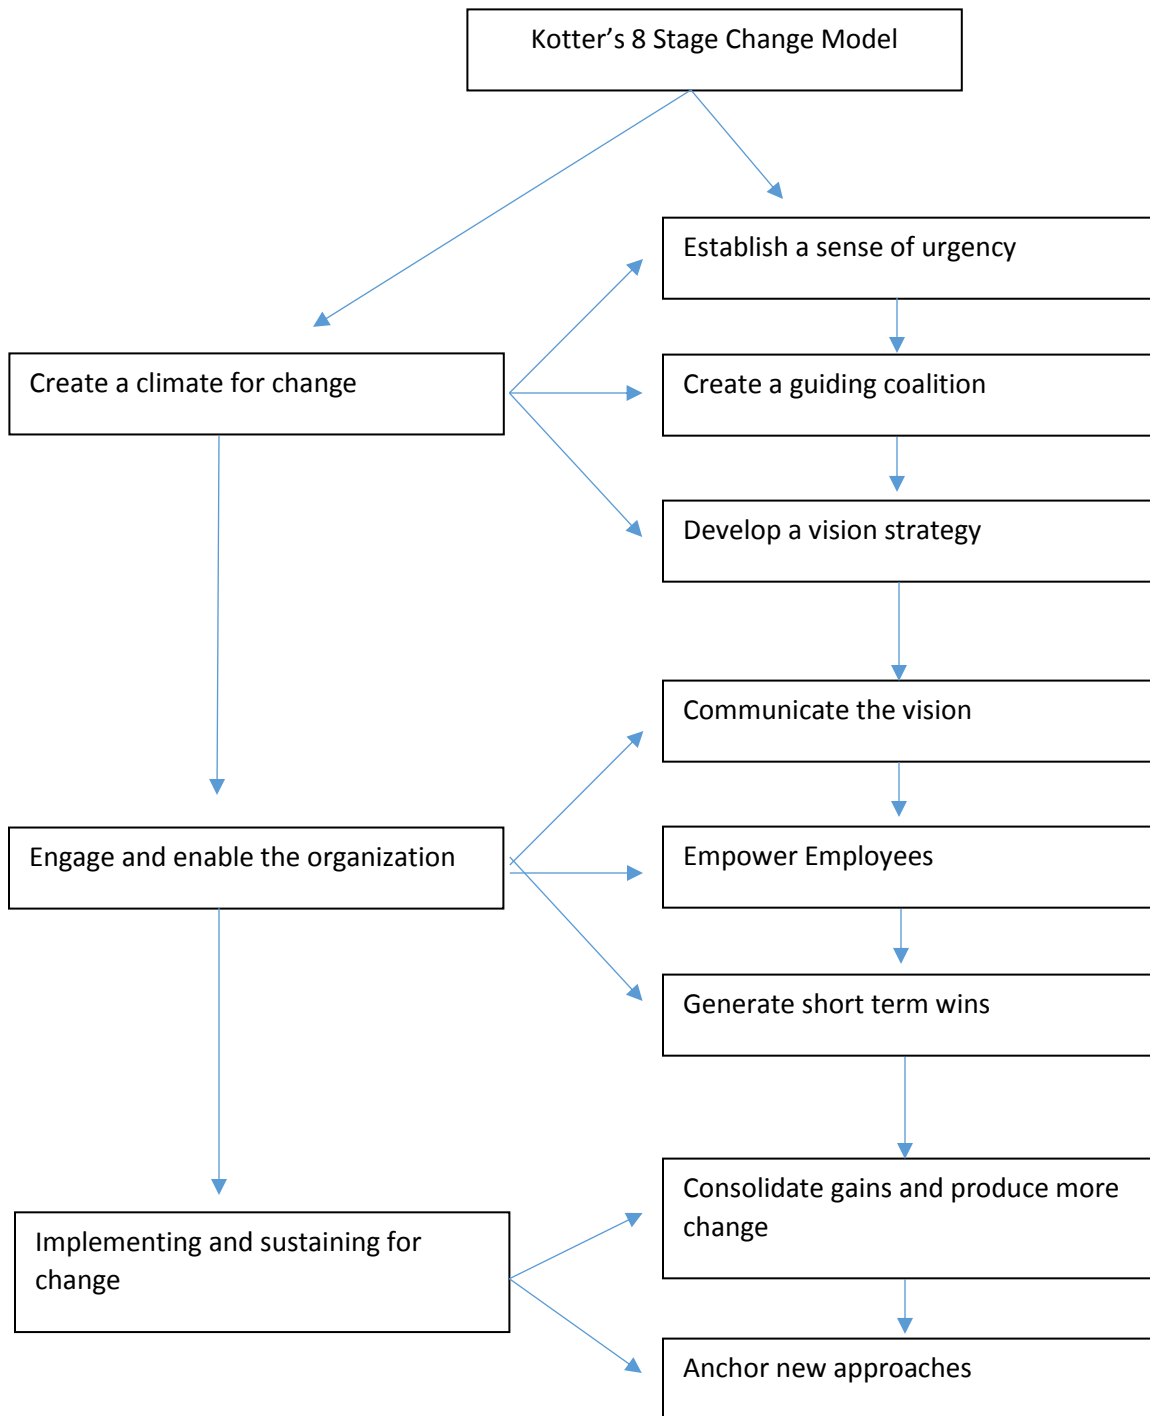 Kotter’s 8 Stage Change Model
Establish a sense of urgency
Create a climate for change
Create a guiding coalition
Develop a vision strategy
Communicate the vision
Engage and enable the organization
Empower Employees
Generate short term wins
Consolidate gains and produce more
change
Implementing and sustaining for
change
Anchor new approaches